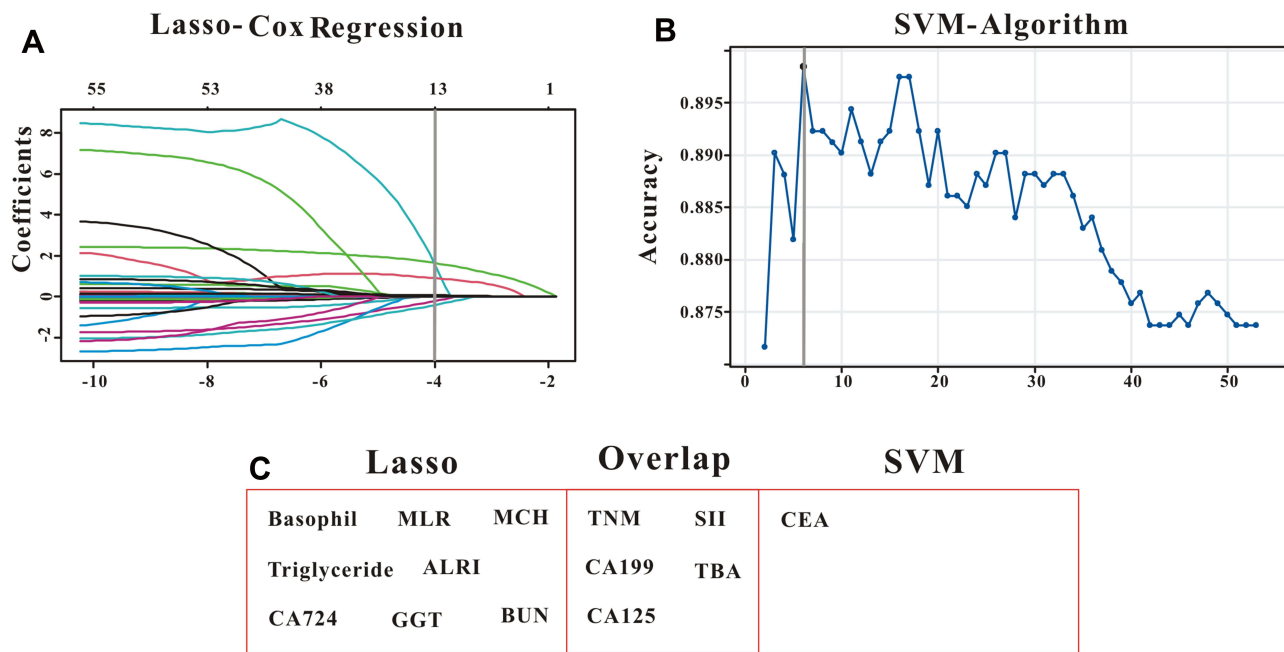 A
Lasso-Cox Regression
55 53 38 13 1
Coefficients
8
6
4
2
0
-2
-10 -8 -6 -4 -2
B
SVM-Algorithm
Accuracy
0.895
0.890
0.885
0.880
0.875
0 10 20 30 40 50
C
Lasso Overlap SVM
Basophil MLR MCH TNM SII CEA
Triglyceride ALRI CA199 TBA
CA724 GGT BUN CA125